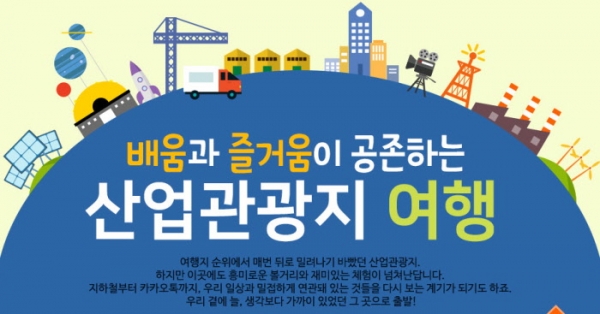 배움과 즐거움이 공존하는
산업관광지 여행
여행지 순위에서 매번 뒤로 밀려나기 바빴던 산업관광지.
하지만 이곳에도 흥미로운 볼거리와 재미있는 체험이 넘쳐난답니다.
지하철부터 카카오톡까지, 우리 일상과 밀접하게 연관돼 있는 것들을 다시 보는 계기가 되기도 하죠.
우리 곁에 늘, 생각보다 가까이 있었던 그 곳으로 출발!